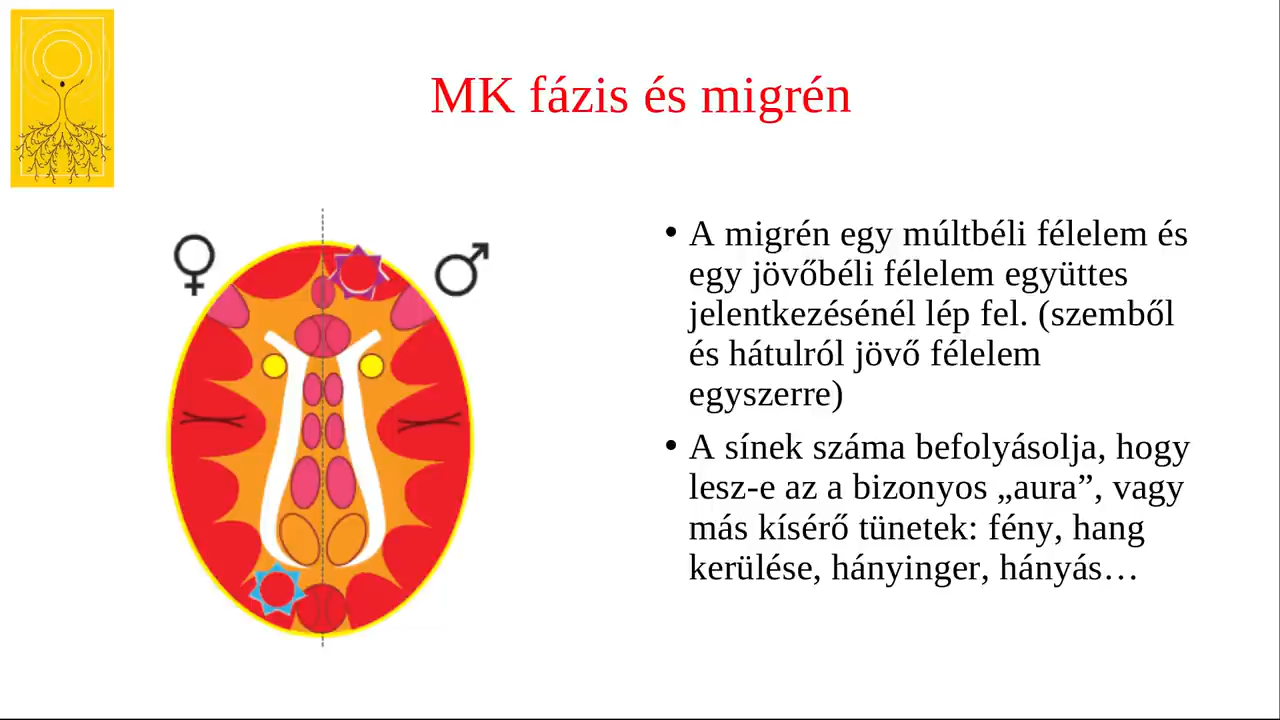 MK fázis és migrén
• A migrén egy múltbéli félelem és
egy jövőbéli félelem együttes
jelentkezésénél lép fel. (szemből
és hátulról jövő félelem
egyszerre)
• A sínek száma befolyásolja, hogy
lesz-e az a bizonyos „aura”, vagy
más kísérő tünetek: fény, hang
kerülése, hányinger, hányás…